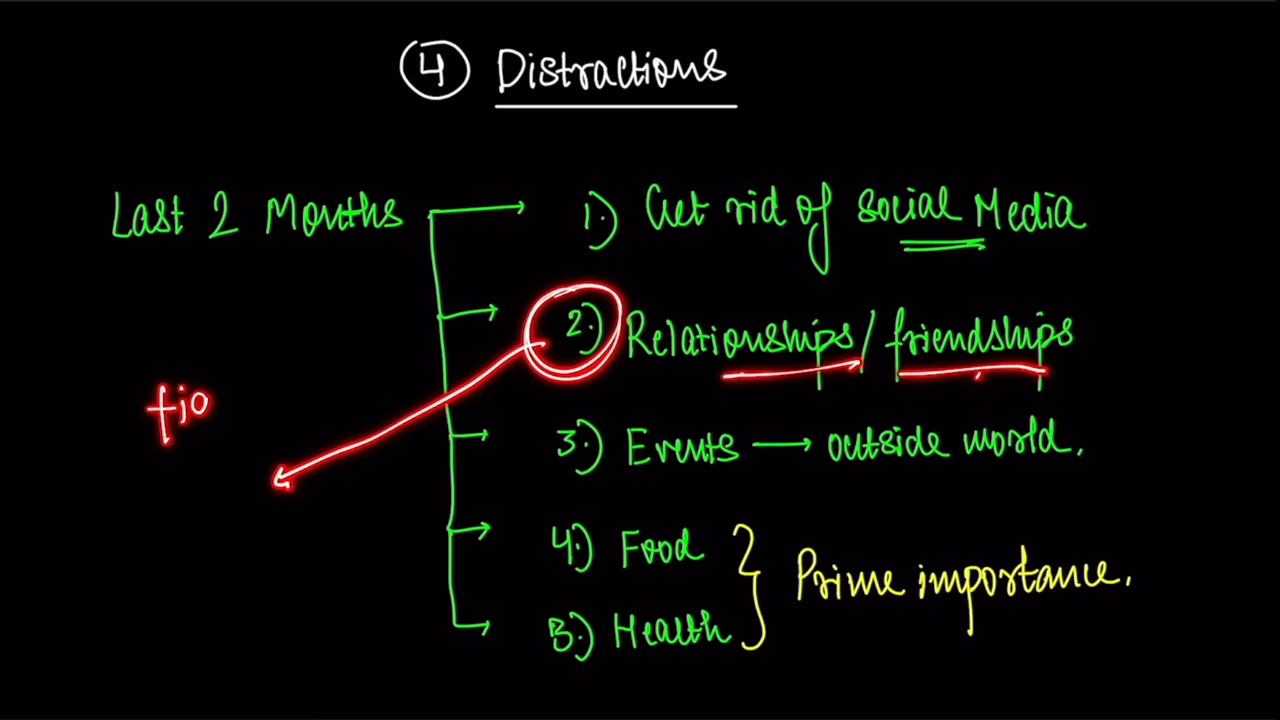 4 Distractions
Last 2 Months
1.) Get rid of social Media
2.) Relationships / friendships
fio
3.) Events → outside world.
4.) Food
Prime importance.
5.) Health